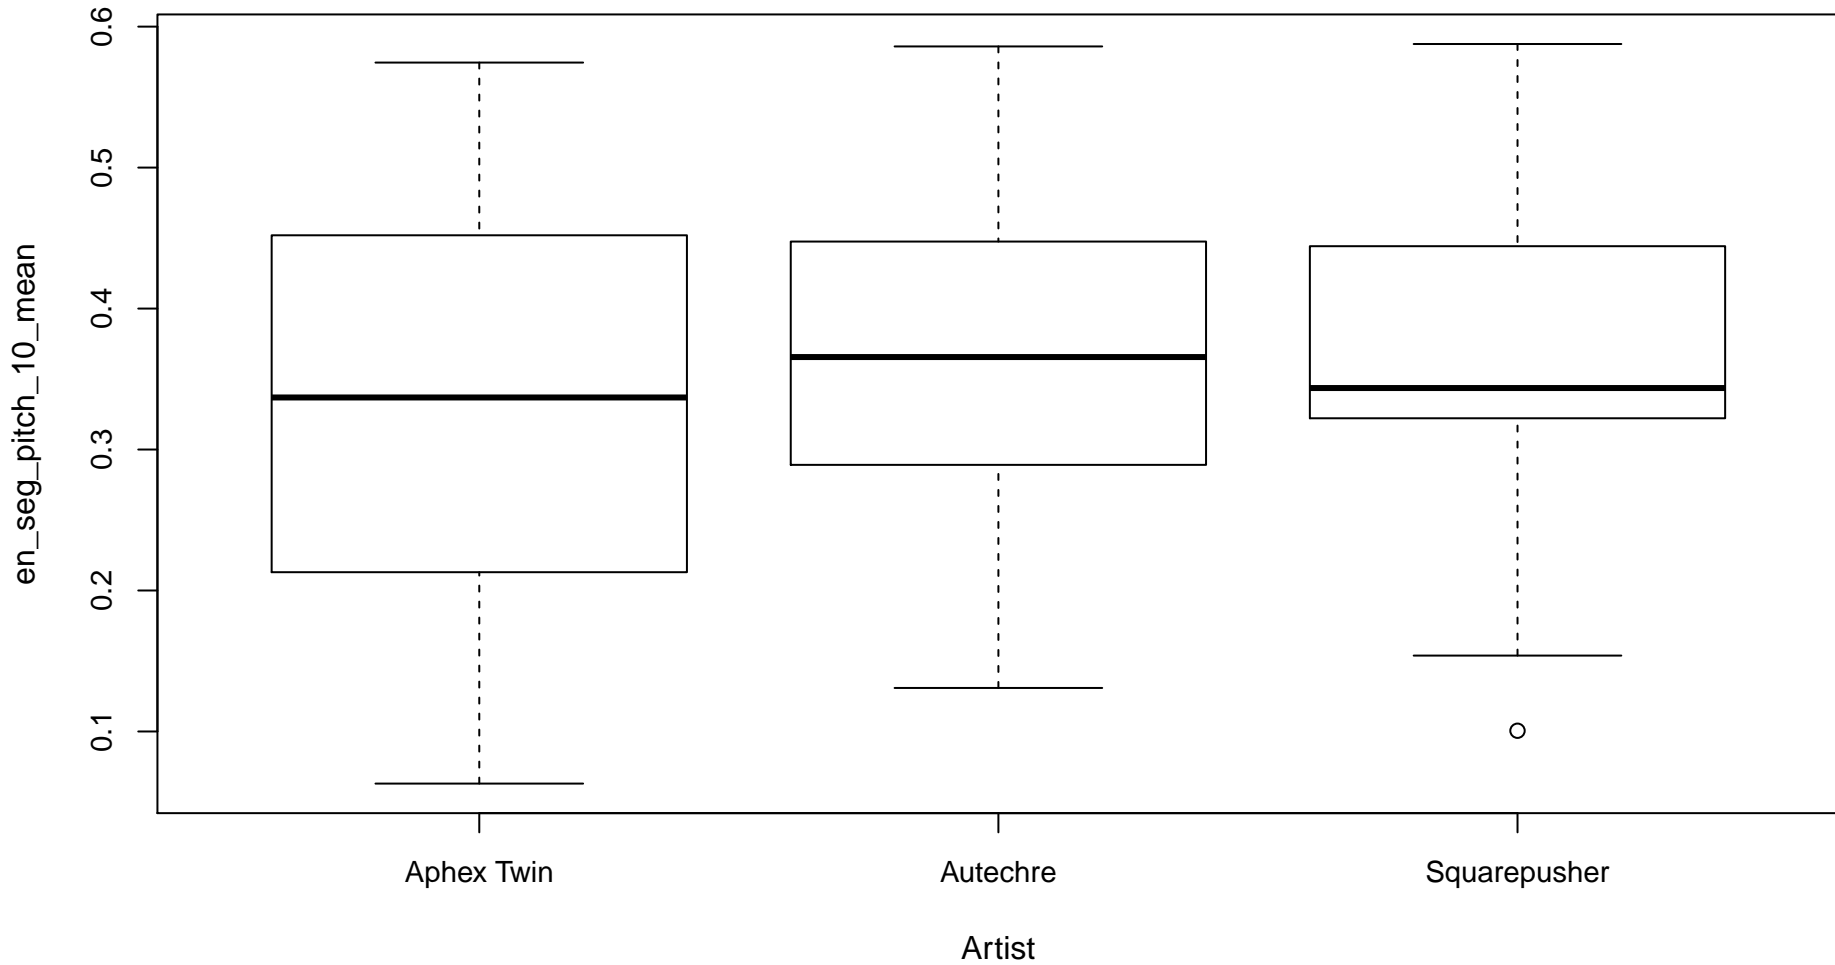 en_seg_pitch_10_mean
0.6
0.5
0.4
0.3
0.2
0.1
Aphex Twin
Autechre
Squarepusher
Artist